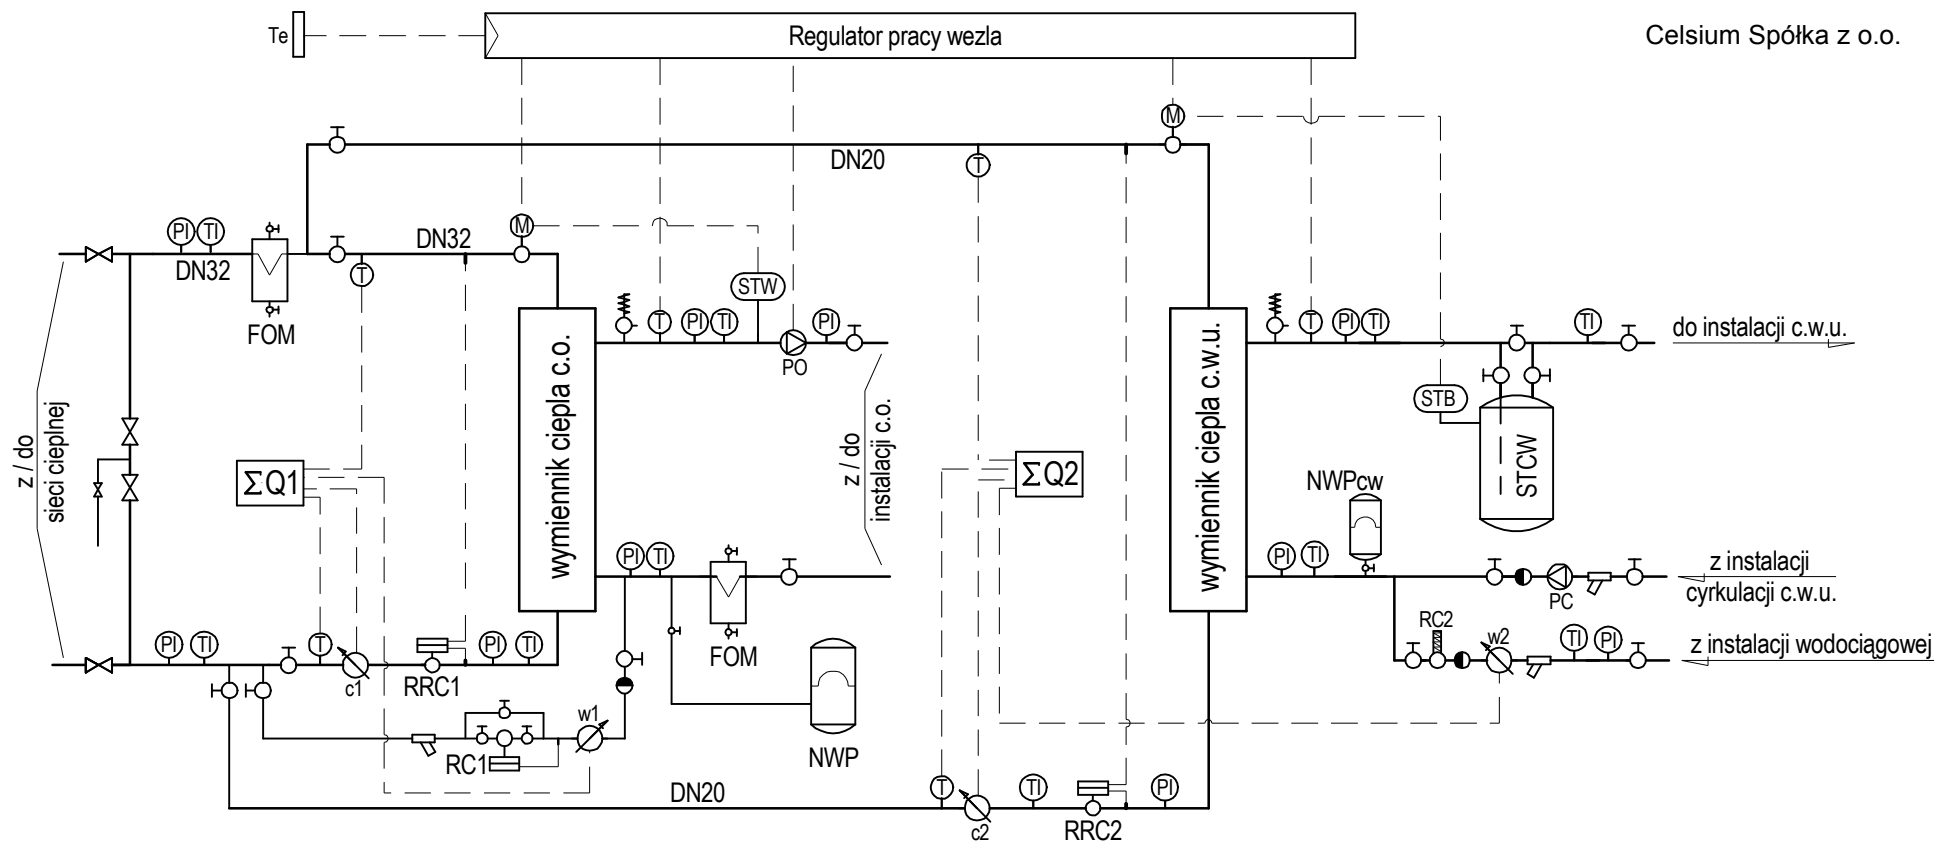 Te
Regulator pracy wezla
Celsium Spółka z o.o.
M
DN20
T
PI
TI
DN32
M
DN32
T
FOM
STW
T
PI
TI
PI
PO
T
PI
TI
TI
do instalacji c.w.u.
STB
STCW
z / do
sieci cieplnej
ΣQ1
wymiennik ciepla c.o.
z / do
instalacji c.o.
ΣQ2
wymiennik ciepla c.w.u.
NWPcw
PI
TI
FOM
PI
TI
PC
z instalacji
cyrkulacji c.w.u.
RC2
w2
TI
PI
z instalacji wodociągowej
PI
TI
T
c1
RRC1
PI
TI
NWP
RC1
w1
DN20
T
c2
TI
RRC2
PI